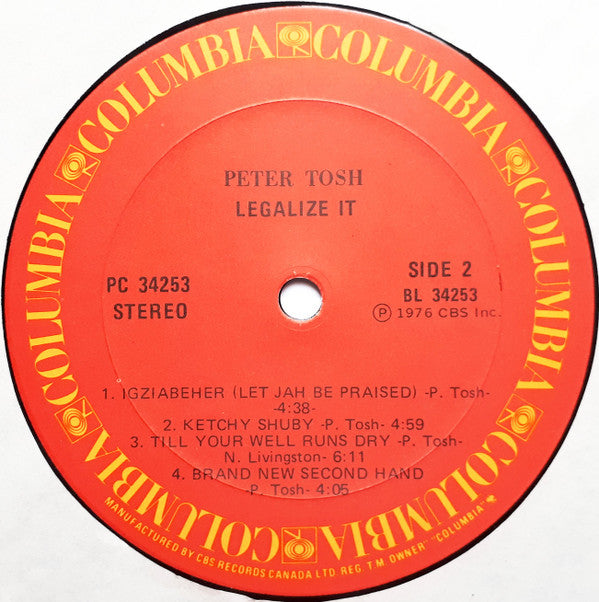 COLUMBIA COLUMBIA COLUMBIA COLUMBIA COLUMBIA COLUMBIA COLUMBIA COLUMBIA
PETER TOSH
LEGALIZE IT
PC 34253
STEREO
SIDE 2
BL 34253
Ⓟ 1976 CBS Inc.
1. IGZIABEHER (LET JAH BE PRAISED) -P. Tosh-
-4:38-
2. KETCHY SHUBY -P. Tosh- 4:59
3. TILL YOUR WELL RUNS DRY -P. Tosh-
N. Livingston- 6:11
4. BRAND NEW SECOND HAND
-P. Tosh- 4:05
MANUFACTURED BY CBS RECORDS CANADA LTD. REG. T.M. OWNER "COLUMBIA"